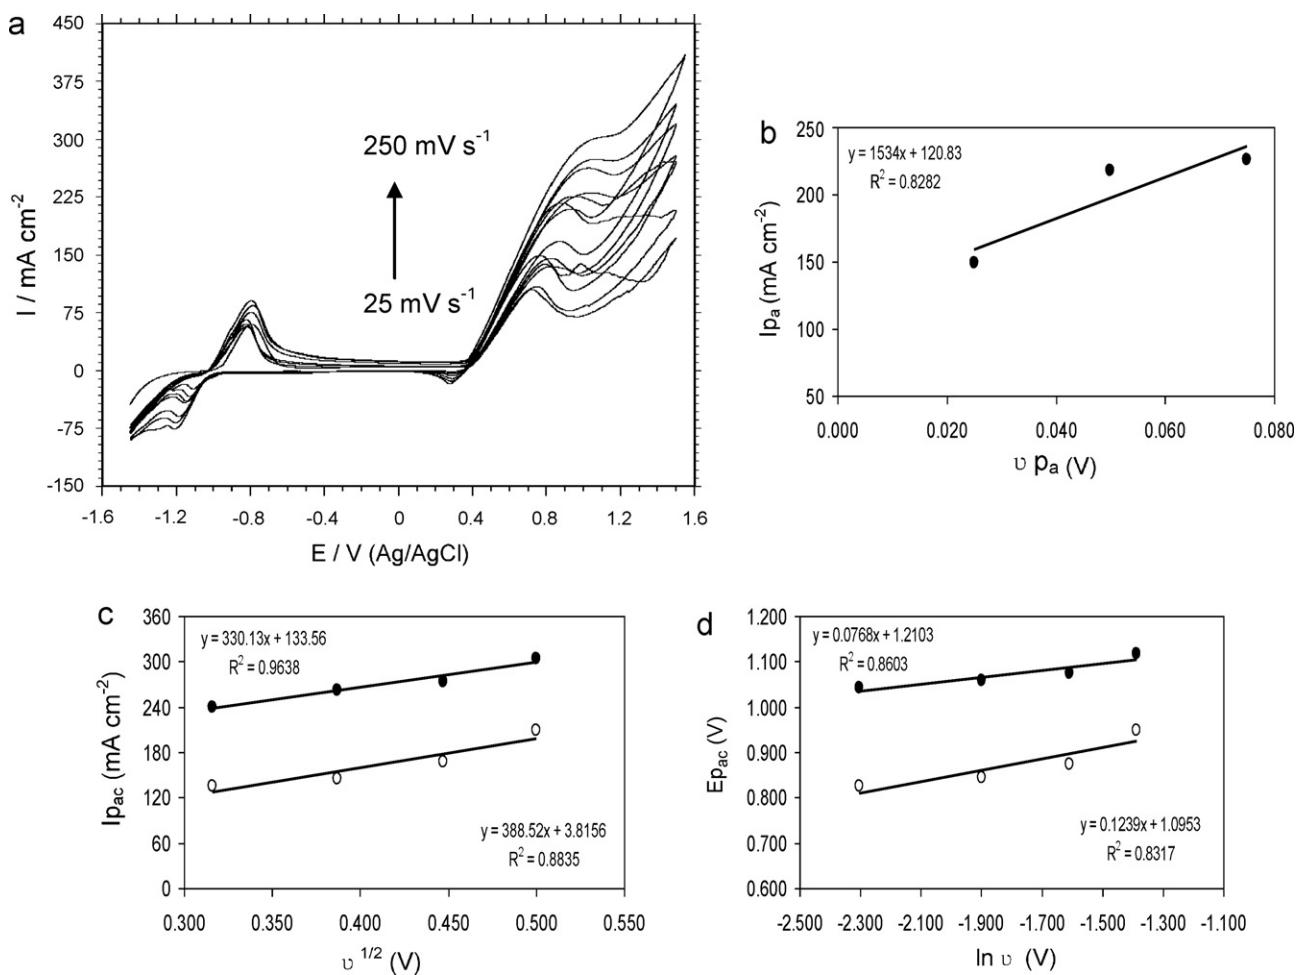 a
450
375
300
225
150
75
0
-75
-150
I / mA cm⁻²
250 mV s⁻¹
25 mV s⁻¹
-1.6 -1.2 -0.8 -0.4 0 0.4 0.8 1.2 1.6
E / V (Ag/AgCl)
b
250
200
150
100
50
Ipₐ (mA cm⁻²)
y = 1534x + 120.83
R² = 0.8282
0.000 0.020 0.040 0.060 0.080
υ pₐ (V)
c
360
300
240
180
120
60
0
Ip_ac (mA cm⁻²)
y = 330.13x + 133.56
R² = 0.9638
y = 388.52x + 3.8156
R² = 0.8835
0.300 0.350 0.400 0.450 0.500 0.550
υ ^1/2 (V)
d
1.200
1.100
1.000
0.900
0.800
0.700
0.600
Ep_ac (V)
y = 0.0768x + 1.2103
R² = 0.8603
y = 0.1239x + 1.0953
R² = 0.8317
-2.500 -2.300 -2.100 -1.900 -1.700 -1.500 -1.300 -1.100
ln υ (V)